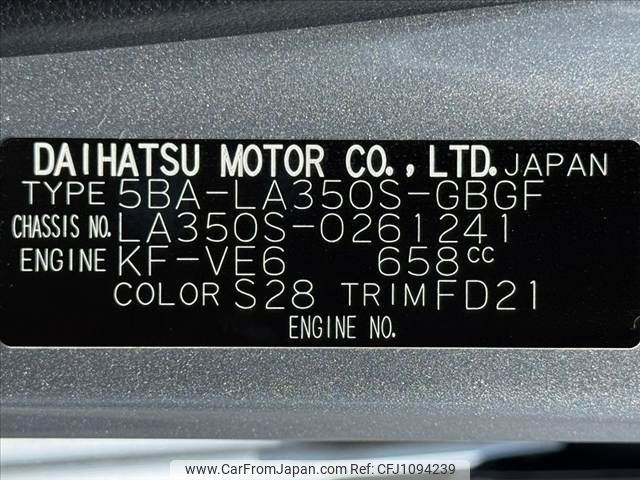 DAIHATSU MOTOR CO., LTD. JAPAN
TYPE 5BA-LA350S-GBGF
CHASSIS NO. LA350S-0261241
ENGINE KF-VE6 658cc
COLOR S28 TRIM FD21
ENGINE NO.
www.CarFromJapan.com | Ref. Code: CFJ1094239